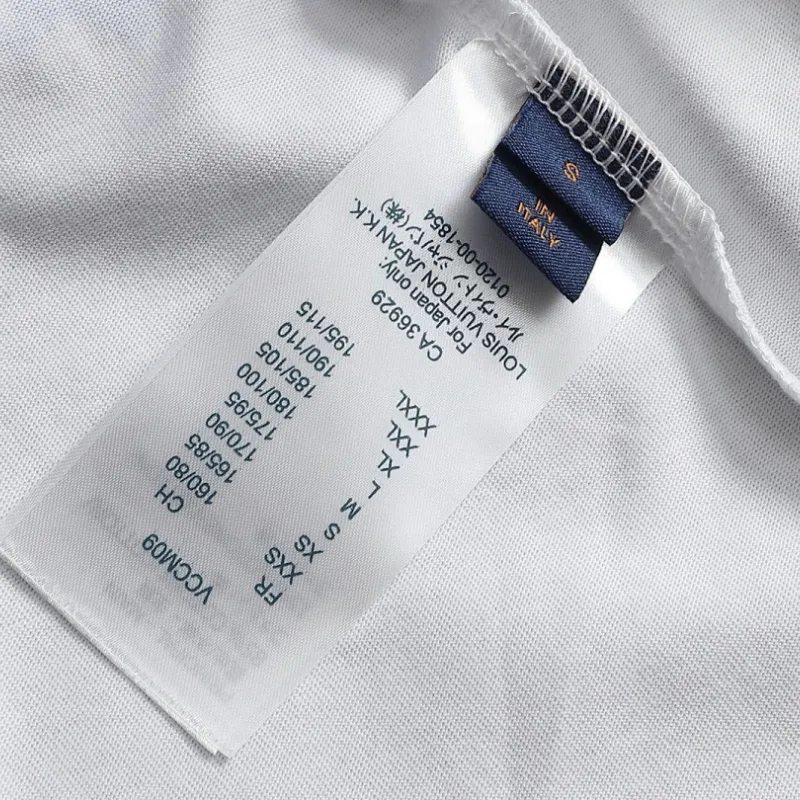 VCCM09
FR CH
XXS 160/80
XS 165/85
S 170/90
M 175/95
L 180/100
XL 185/105
XXL 190/110
XXXL 195/115
CA 36929
For Japan only:
LOUIS VUITTON JAPAN K.K.
ルイ・ヴィトン ジャパン(株)
0120-00-1854
S
IN
ITALY